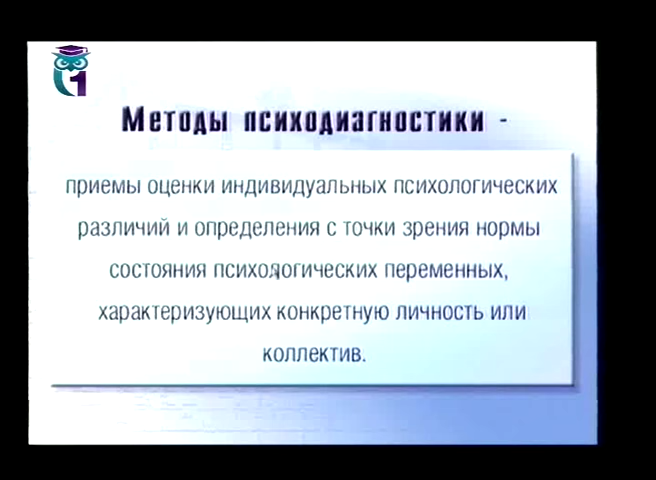 1
Методы психодиагностики -
приемы оценки индивидуальных психологических
различий и определения с точки зрения нормы
состояния психологических переменных,
характеризующих конкретную личность или
коллектив.